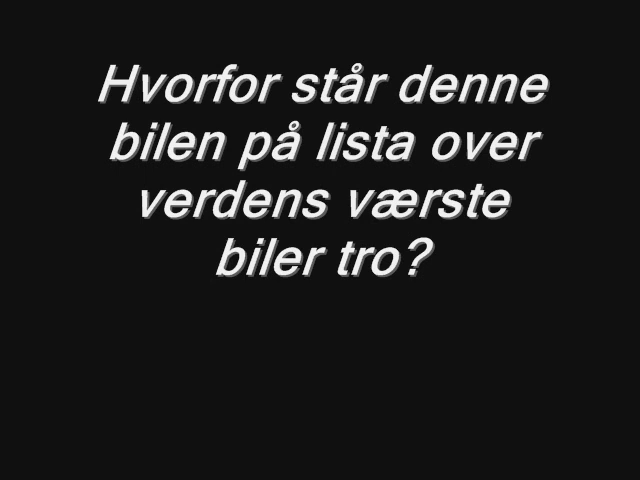 Hvorfor står denne
bilen på lista over
verdens værste
biler tro?